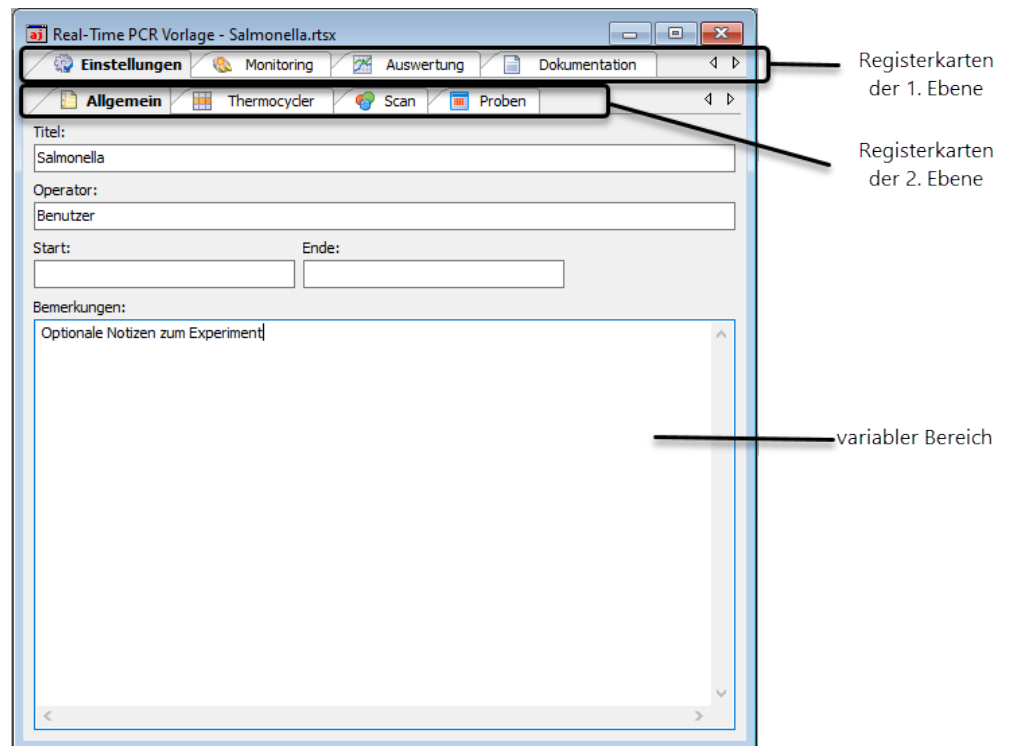 aj Real-Time PCR Vorlage - Salmonella.rtsx
Einstellungen Monitoring Auswertung Dokumentation
Registerkarten
der 1. Ebene
Allgemein Thermocycler Scan Proben
Titel:
Salmonella
Registerkarten
der 2. Ebene
Operator:
Benutzer
Start: Ende:
Bemerkungen:
Optionale Notizen zum Experiment
variabler Bereich